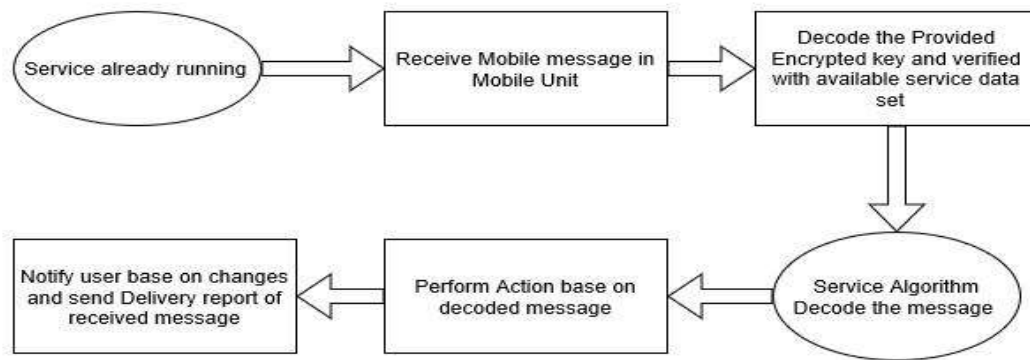 Service already running
Receive Mobile message in
Mobile Unit
Decode the Provided
Encrypted key and verified
with available service data
set
Service Algorithm
Decode the message
Perform Action base on
decoded message
Notify user base on changes
and send Delivery report of
received message